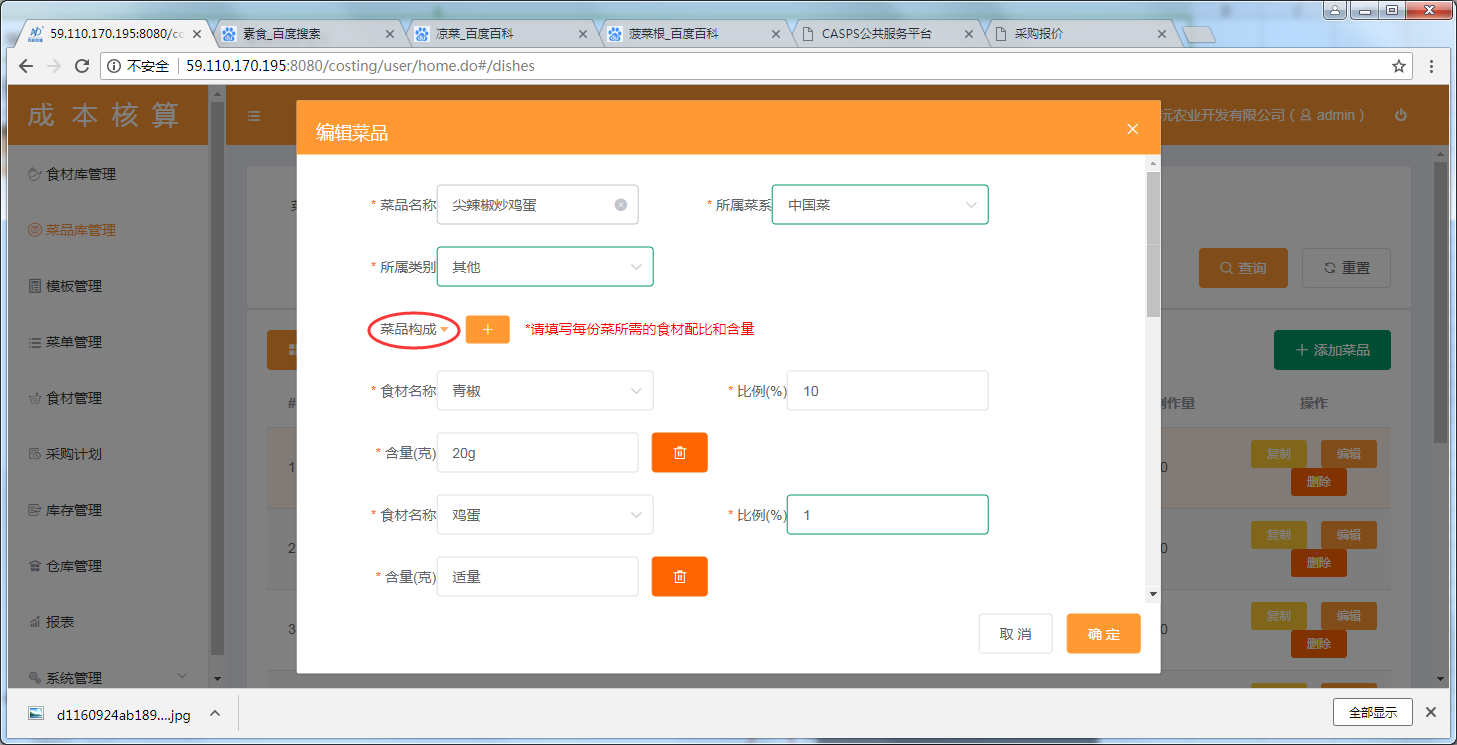 59.110.170.195:8080/cc
素食_百度搜索
凉菜_百度百科
菠菜根_百度百科
CASPS公共服务平台
采购报价
不安全 59.110.170.195:8080/costing/user/home.do#/dishes
成本核算
农业开发有限公司 ( admin )
编辑菜品
食材库管理
菜品库管理
模板管理
菜单管理
食材管理
采购计划
库存管理
仓库管理
报表
系统管理
* 菜品名称 尖辣椒炒鸡蛋
* 所属菜系 中国菜
* 所属类别 其他
查询 重置
菜品构成 + *请填写每份菜所需的食材配比和含量
添加菜品
* 食材名称 青椒
* 比例(%) 10
# 作量 操作
* 含量(克) 20g
1 0 复制 编辑
删除
* 食材名称 鸡蛋
* 比例(%) 1
2 0 复制 编辑
删除
* 含量(克) 适量
3 0 复制 编辑
删除
取消 确定
d1160924ab189....jpg
全部显示